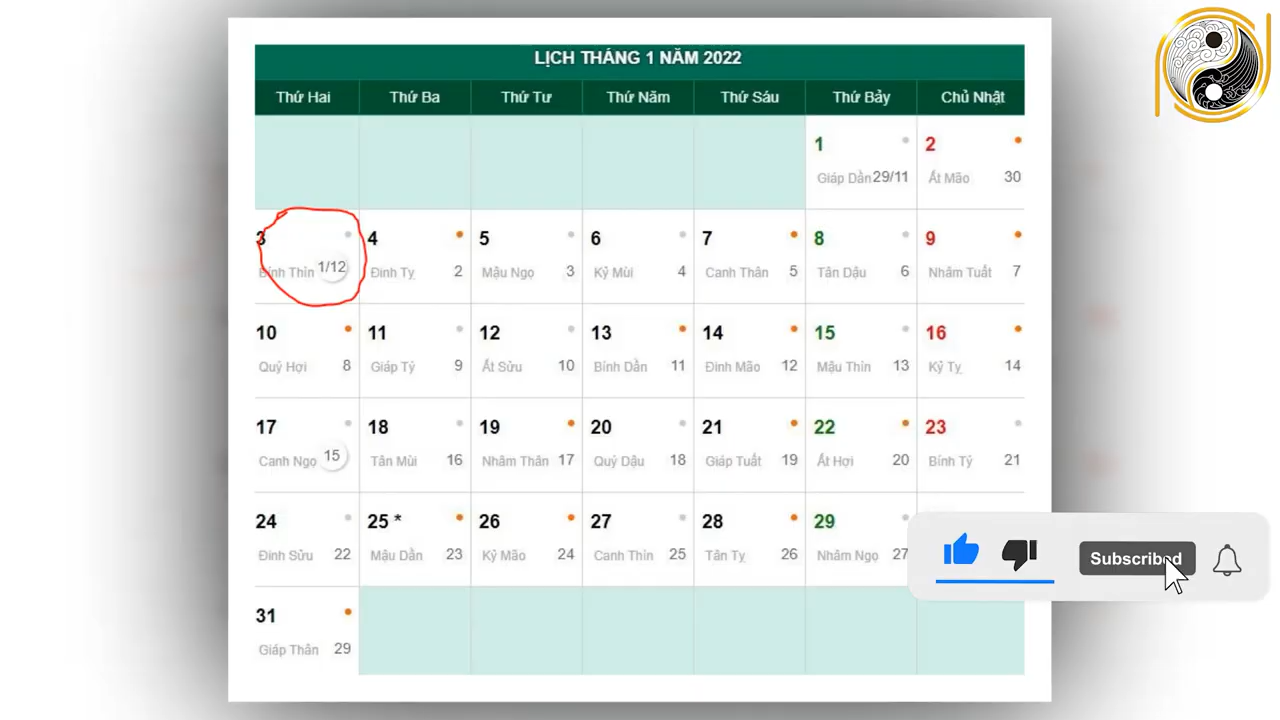 LỊCH THÁNG 1 NĂM 2022
Thứ Hai Thứ Ba Thứ Tư Thứ Năm Thứ Sáu Thứ Bảy Chủ Nhật
1 2
Giáp Dần 29/11 Ất Mão 30
3 4 5 6 7 8 9
Bính Thìn 1/12 Đinh Tỵ 2 Mậu Ngọ 3 Kỷ Mùi 4 Canh Thân 5 Tân Dậu 6 Nhâm Tuất 7
10 11 12 13 14 15 16
Quý Hợi 8 Giáp Tý 9 Ất Sửu 10 Bính Dần 11 Đinh Mão 12 Mậu Thìn 13 Kỷ Tỵ 14
17 18 19 20 21 22 23
Canh Ngọ 15 Tân Mùi 16 Nhâm Thân 17 Quý Dậu 18 Giáp Tuất 19 Ất Hợi 20 Bính Tý 21
24 25 * 26 27 28 29
Đinh Sửu 22 Mậu Dần 23 Kỷ Mão 24 Canh Thìn 25 Tân Tỵ 26 Nhâm Ngọ 27
Subscribed
31
Giáp Thân 29